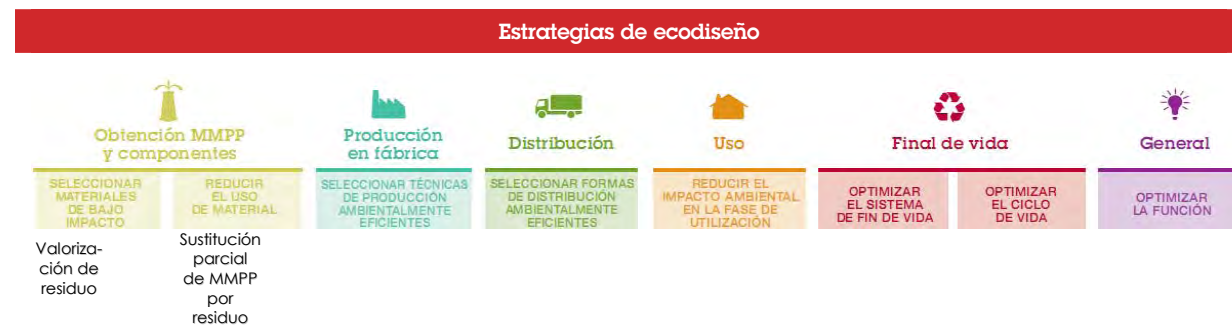 Estrategias de ecodiseño
Obtención MMPP
y componentes
Producción
en fábrica
Distribución
Uso
Final de vida
General
SELECCIONAR
MATERIALES
DE BAJO
IMPACTO
REDUCIR
EL USO
DE MATERIAL
SELECCIONAR TÉCNICAS
DE PRODUCCIÓN
AMBIENTALMENTE
EFICIENTES
SELECCIONAR FORMAS
DE DISTRIBUCIÓN
AMBIENTALMENTE
EFICIENTES
REDUCIR EL
IMPACTO AMBIENTAL
EN LA FASE DE
UTILIZACIÓN
OPTIMIZAR
EL SISTEMA
DE FIN DE VIDA
OPTIMIZAR
EL CICLO
DE VIDA
OPTIMIZAR
LA FUNCIÓN
Valoriza-
ción de
residuo
Sustitución
parcial
de MMPP
por
residuo